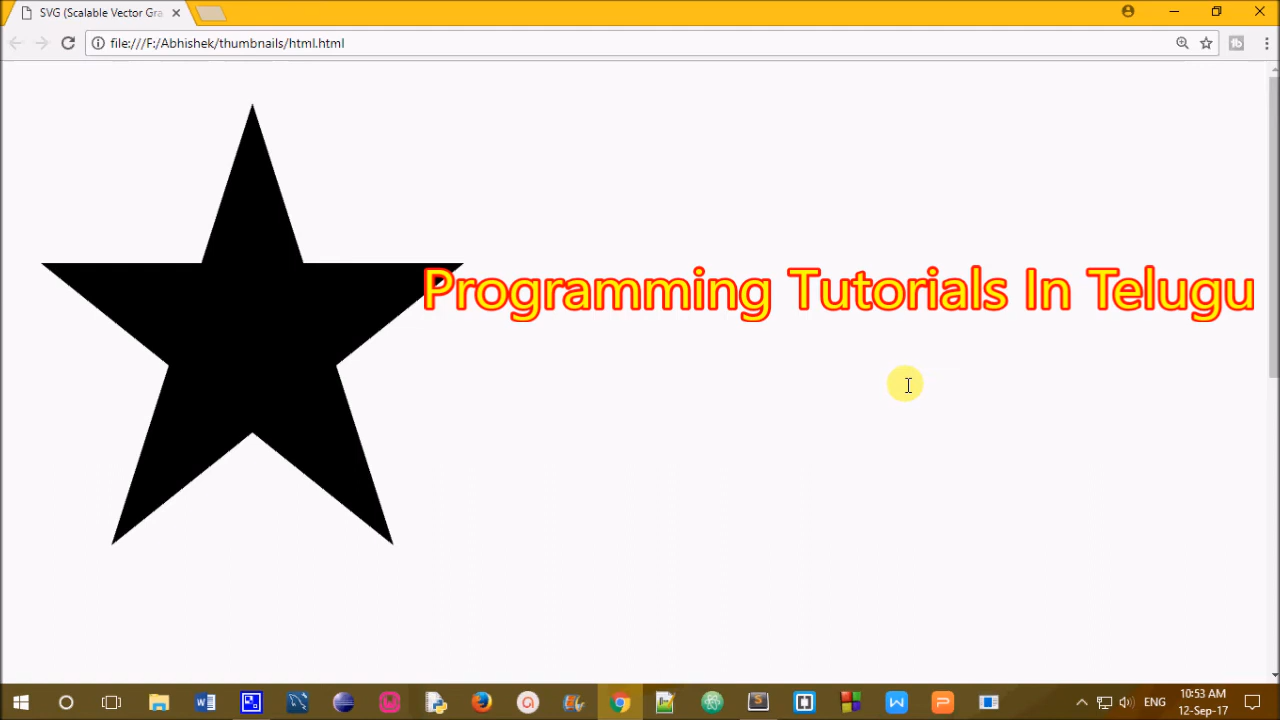 SVG (Scalable Vector Gra
file:///F:/Abhishek/thumbnails/html.html
Programming Tutorials In Telugu
ENG
10:53 AM
12-Sep-17